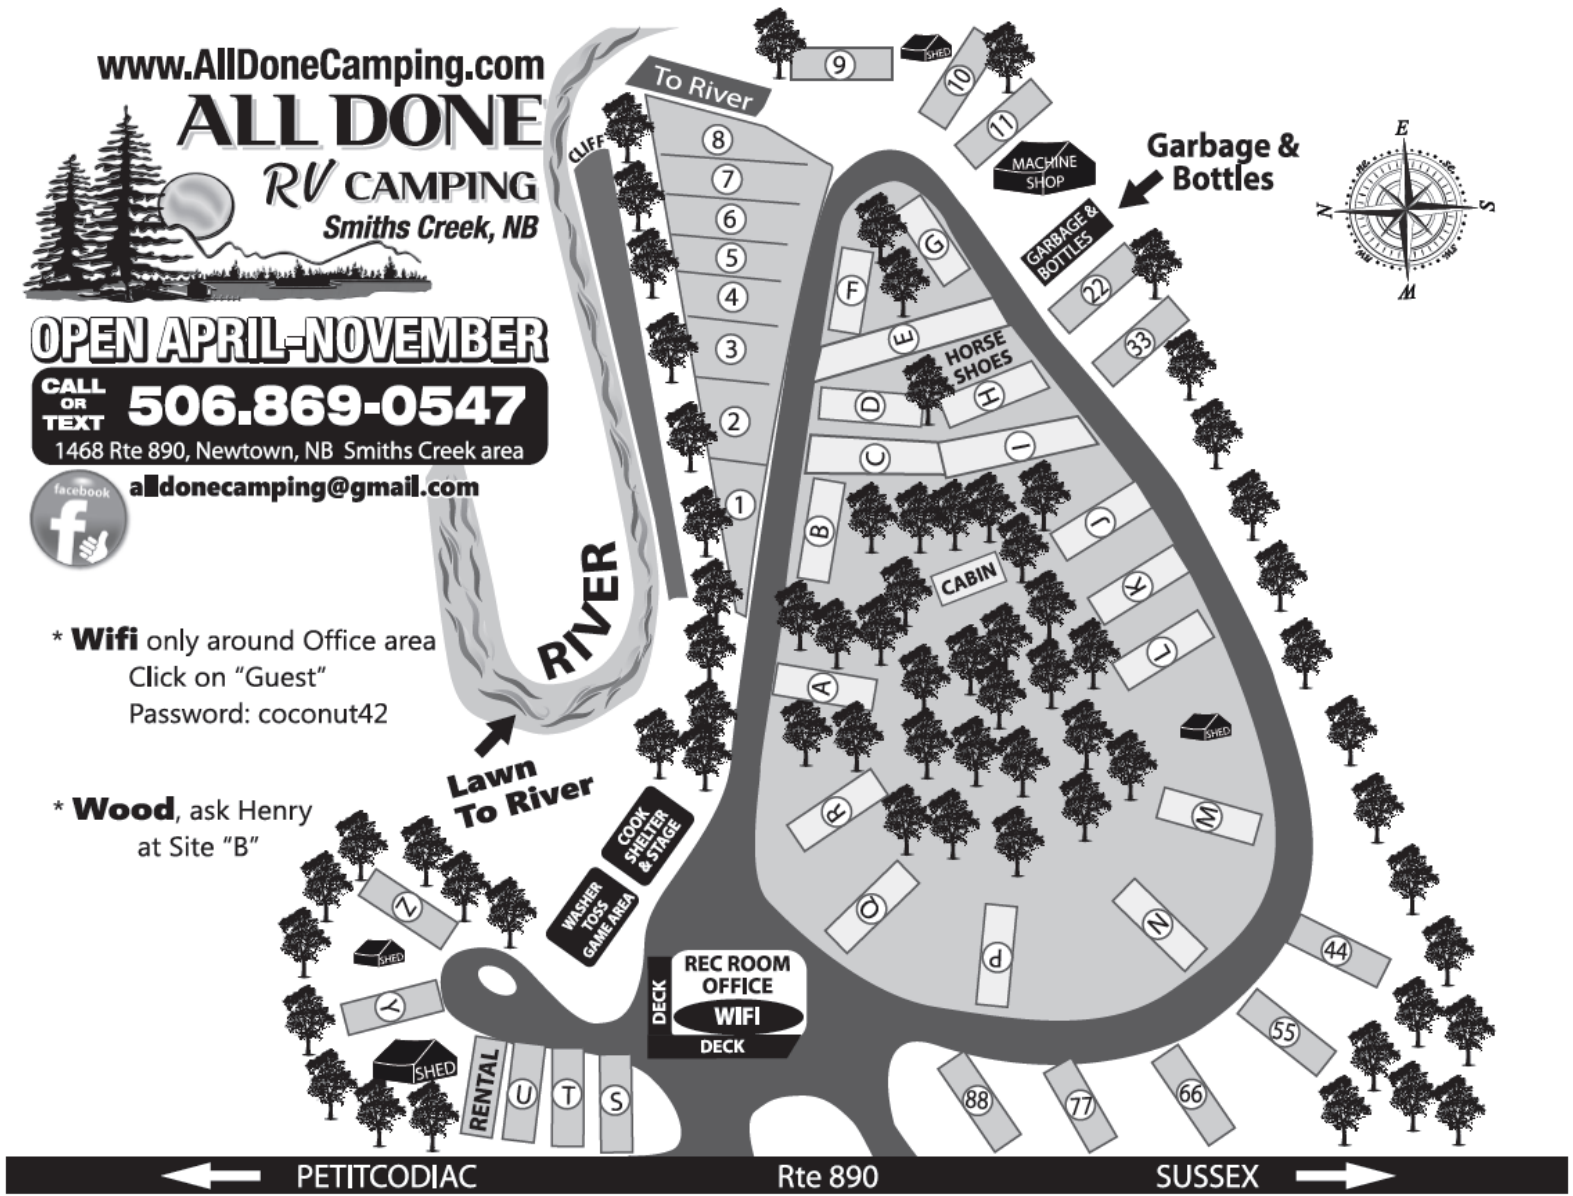 www.AllDoneCamping.com
ALL DONE
RV CAMPING
Smiths Creek, NB
OPEN APRIL-NOVEMBER
CALL
OR
TEXT
506.869-0547
1468 Rte 890, Newtown, NB Smiths Creek area
facebook
f
alldonecamping@gmail.com
* Wifi only around Office area
Click on “Guest”
Password: coconut42
* Wood, ask Henry
at Site “B”
To River
CLIFF
RIVER
Lawn
To River
9
SHED
10
11
MACHINE
SHOP
Garbage &
Bottles
GARBAGE &
BOTTLES
E
N
S
W
8
7
6
5
4
3
2
1
G
F
E
HORSE
SHOES
D
H
C
I
B
J
CABIN
K
L
A
SHED
R
M
Q
N
P
22
33
44
55
66
77
88
COOK
SHELTER
& STAGE
WASHER
TOSS
GAME AREA
Z
SHED
Y
SHED
RENTAL
U
T
S
DECK
REC ROOM
OFFICE
WIFI
DECK
PETITCODIAC
Rte 890
SUSSEX